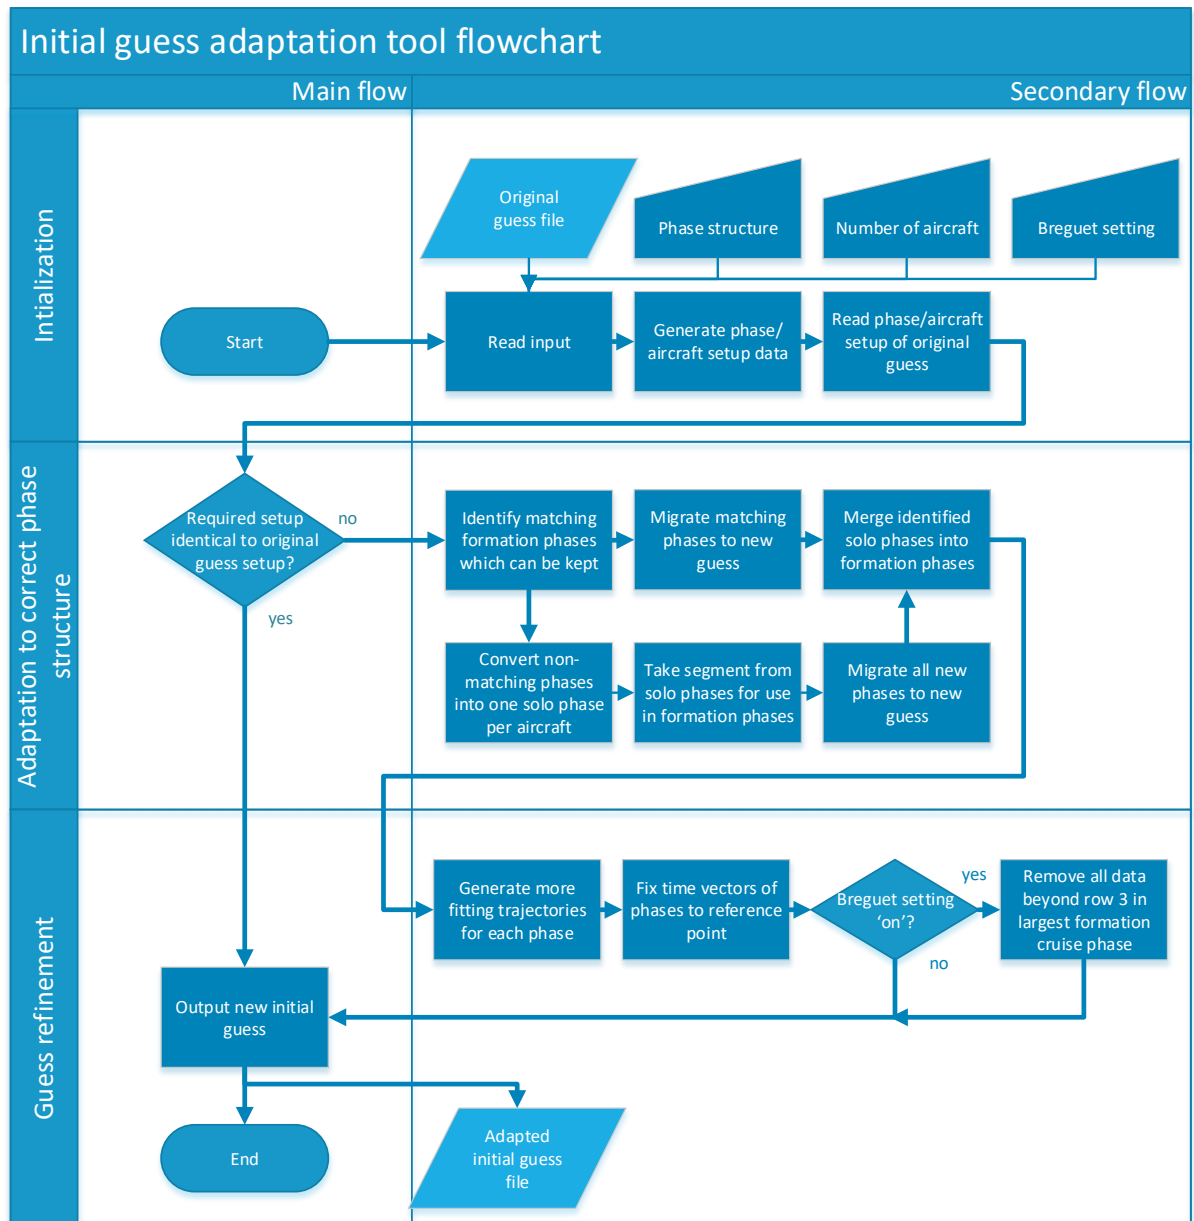 Initial guess adaptation tool flowchart
Main flow
Secondary flow
Intialization
Original
guess file
Phase structure
Number of aircraft
Breguet setting
Start
Read input
Generate phase/
aircraft setup data
Read phase/aircraft
setup of original
guess
Adaptation to correct phase
structure
Required setup
identical to original
guess setup?
no
yes
Identify matching
formation phases
which can be kept
Migrate matching
phases to new
guess
Merge identified
solo phases into
formation phases
Convert non-
matching phases
into one solo phase
per aircraft
Take segment from
solo phases for use
in formation phases
Migrate all new
phases to new
guess
Guess refinement
Generate more
fitting trajectories
for each phase
Fix time vectors of
phases to reference
point
Breguet setting
‘on’?
yes
no
Remove all data
beyond row 3 in
largest formation
cruise phase
Output new initial
guess
End
Adapted
initial guess
file